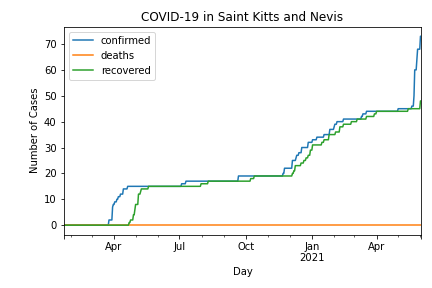 COVID-19 in Saint Kitts and Nevis
confirmed
deaths
recovered
70
60
50
40
30
20
10
0
Number of Cases
Apr
Jul
Oct
Jan
2021
Apr
Day